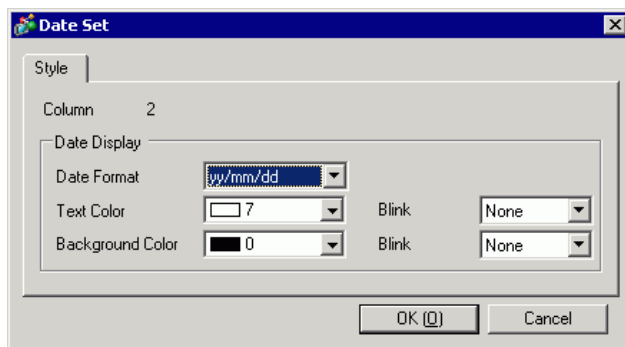 Date Set
Style
Column 2
Date Display
Date Format yy/mm/dd
Text Color 7 Blink None
Background Color 0 Blink None
OK (O) Cancel